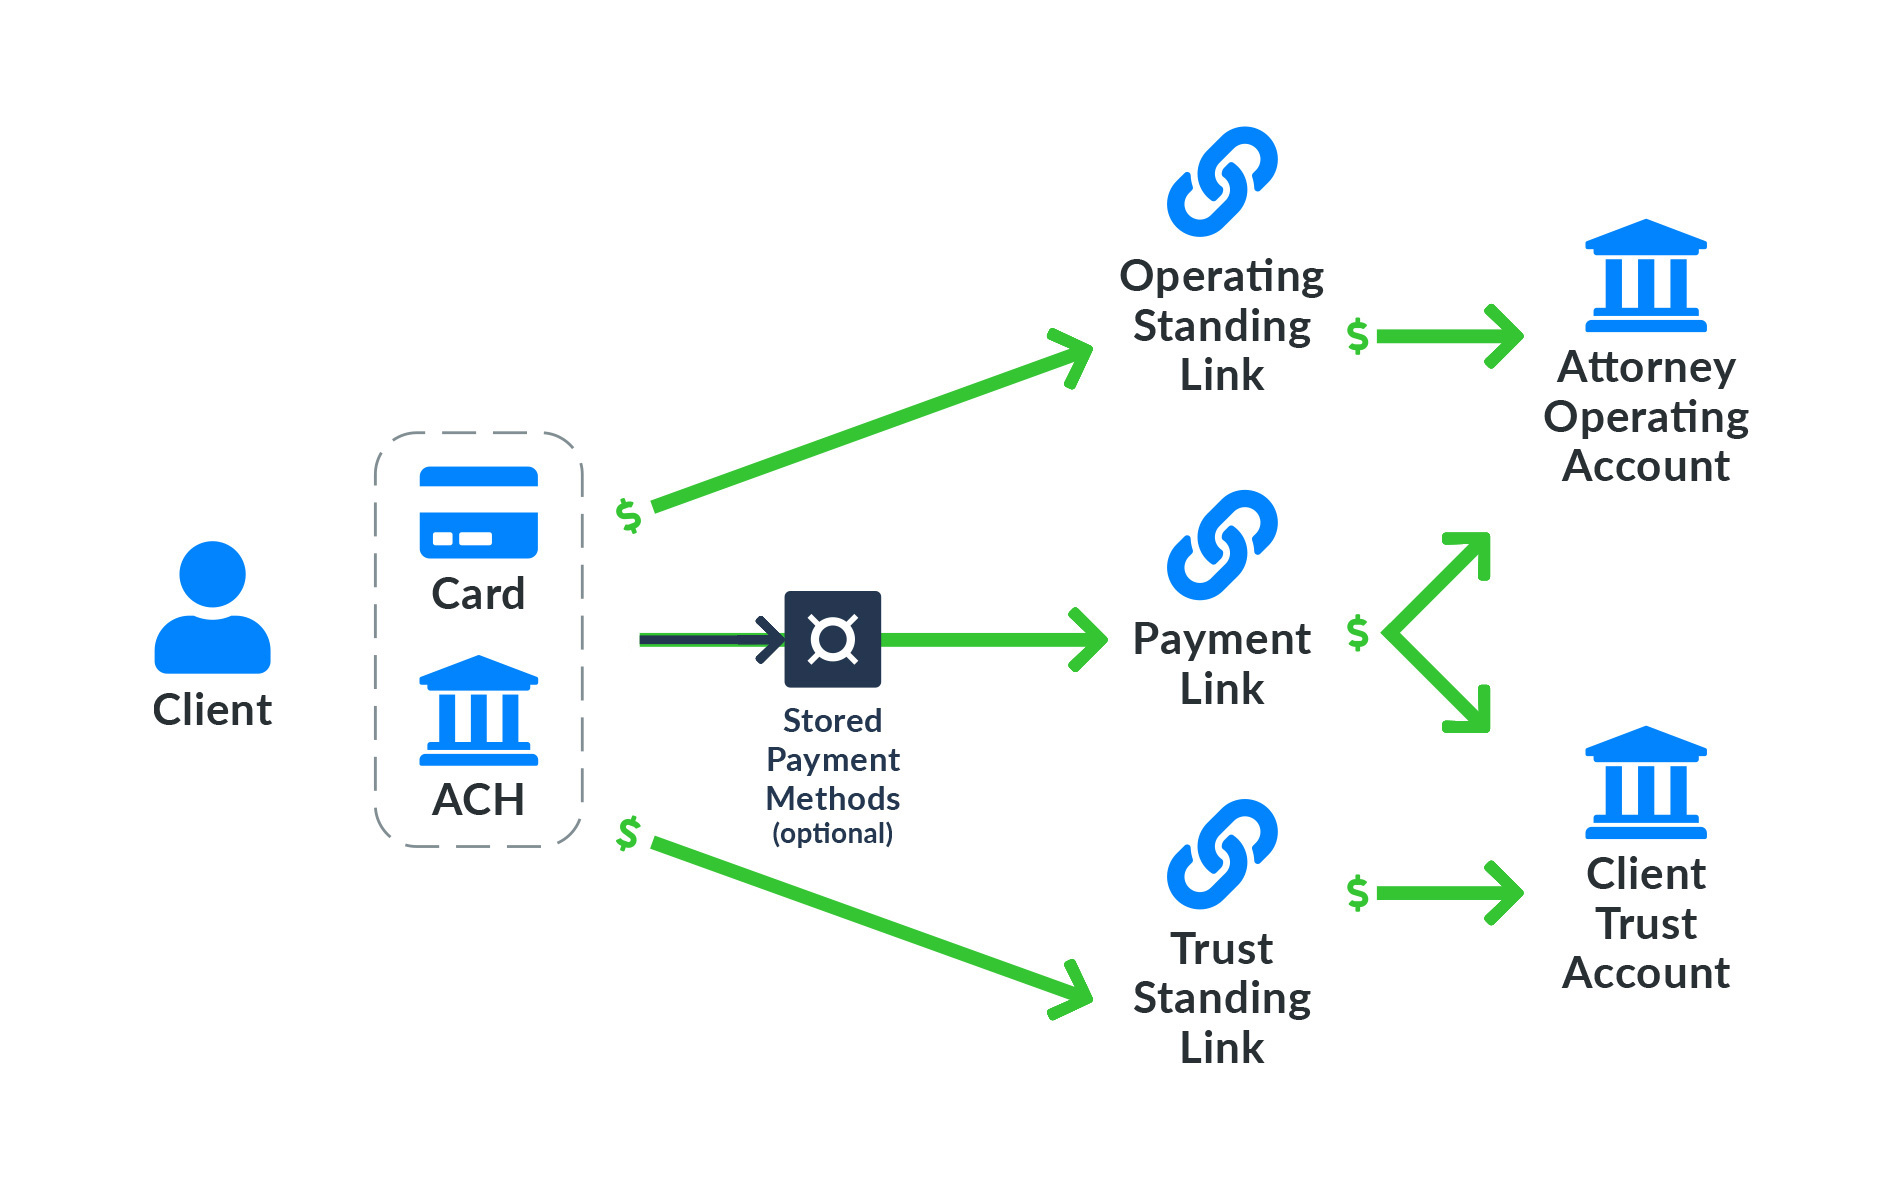 Client
Card
ACH
$
$
Stored
Payment
Methods
(optional)
Operating
Standing
Link
$
Payment
Link
$
Trust
Standing
Link
$
Attorney
Operating
Account
Client
Trust
Account